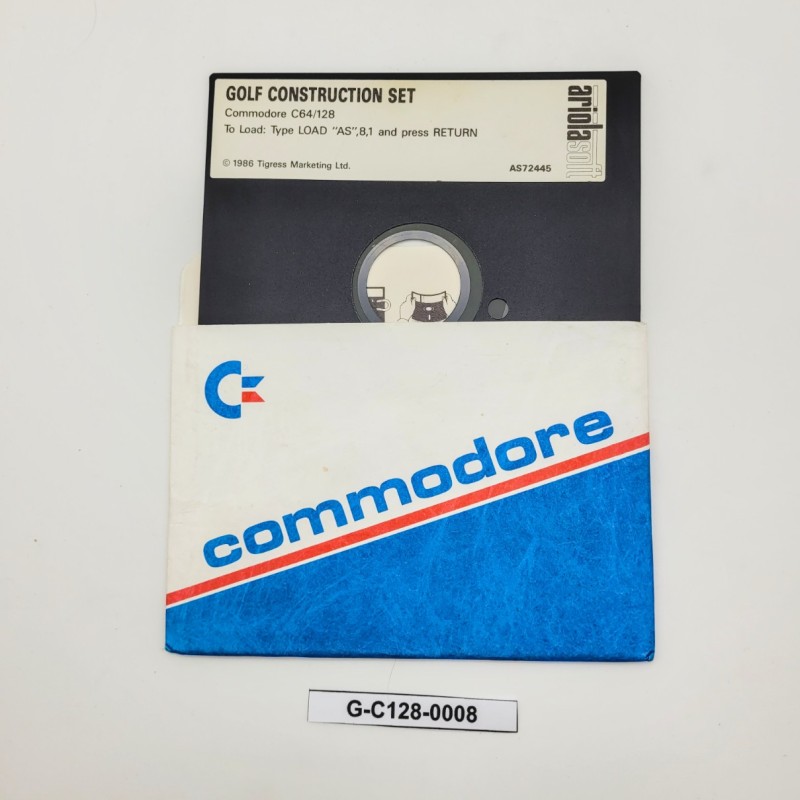 GOLF CONSTRUCTION SET
Commodore C64/128
To Load: Type LOAD "AS",8,1 and press RETURN
© 1986 Tigress Marketing Ltd.
AS72445
ariolasoft
commodore
G-C128-0008